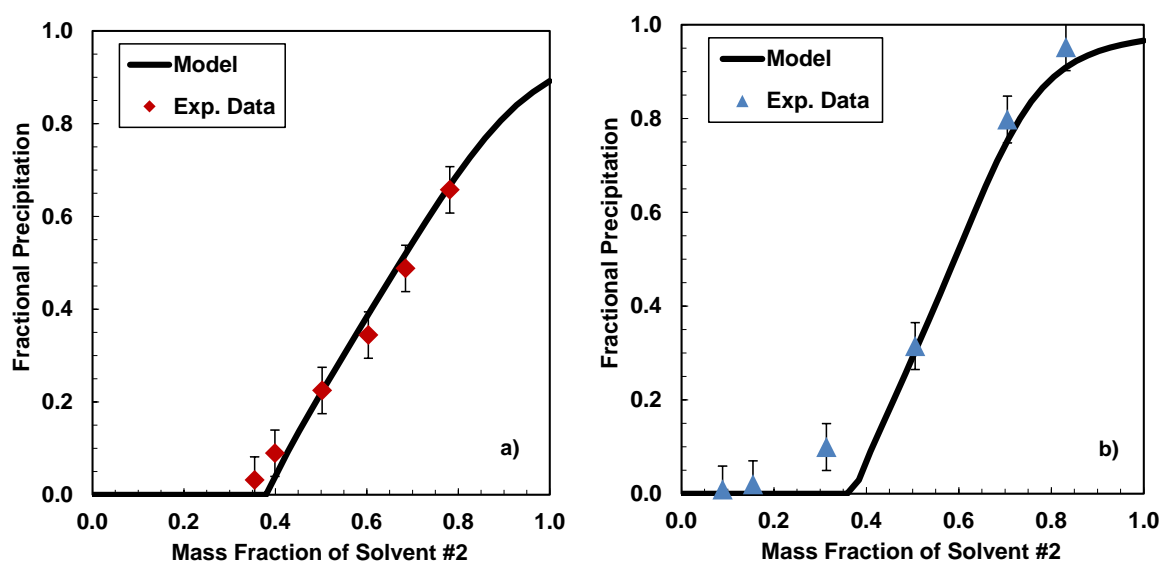 Fractional Precipitation
1.0
0.8
0.6
0.4
0.2
0.0
Model
Exp. Data
a)
0.0 0.2 0.4 0.6 0.8 1.0
Mass Fraction of Solvent #2
Fractional Precipitation
1.0
0.8
0.6
0.4
0.2
0.0
Model
Exp. Data
b)
0.0 0.2 0.4 0.6 0.8 1.0
Mass Fraction of Solvent #2